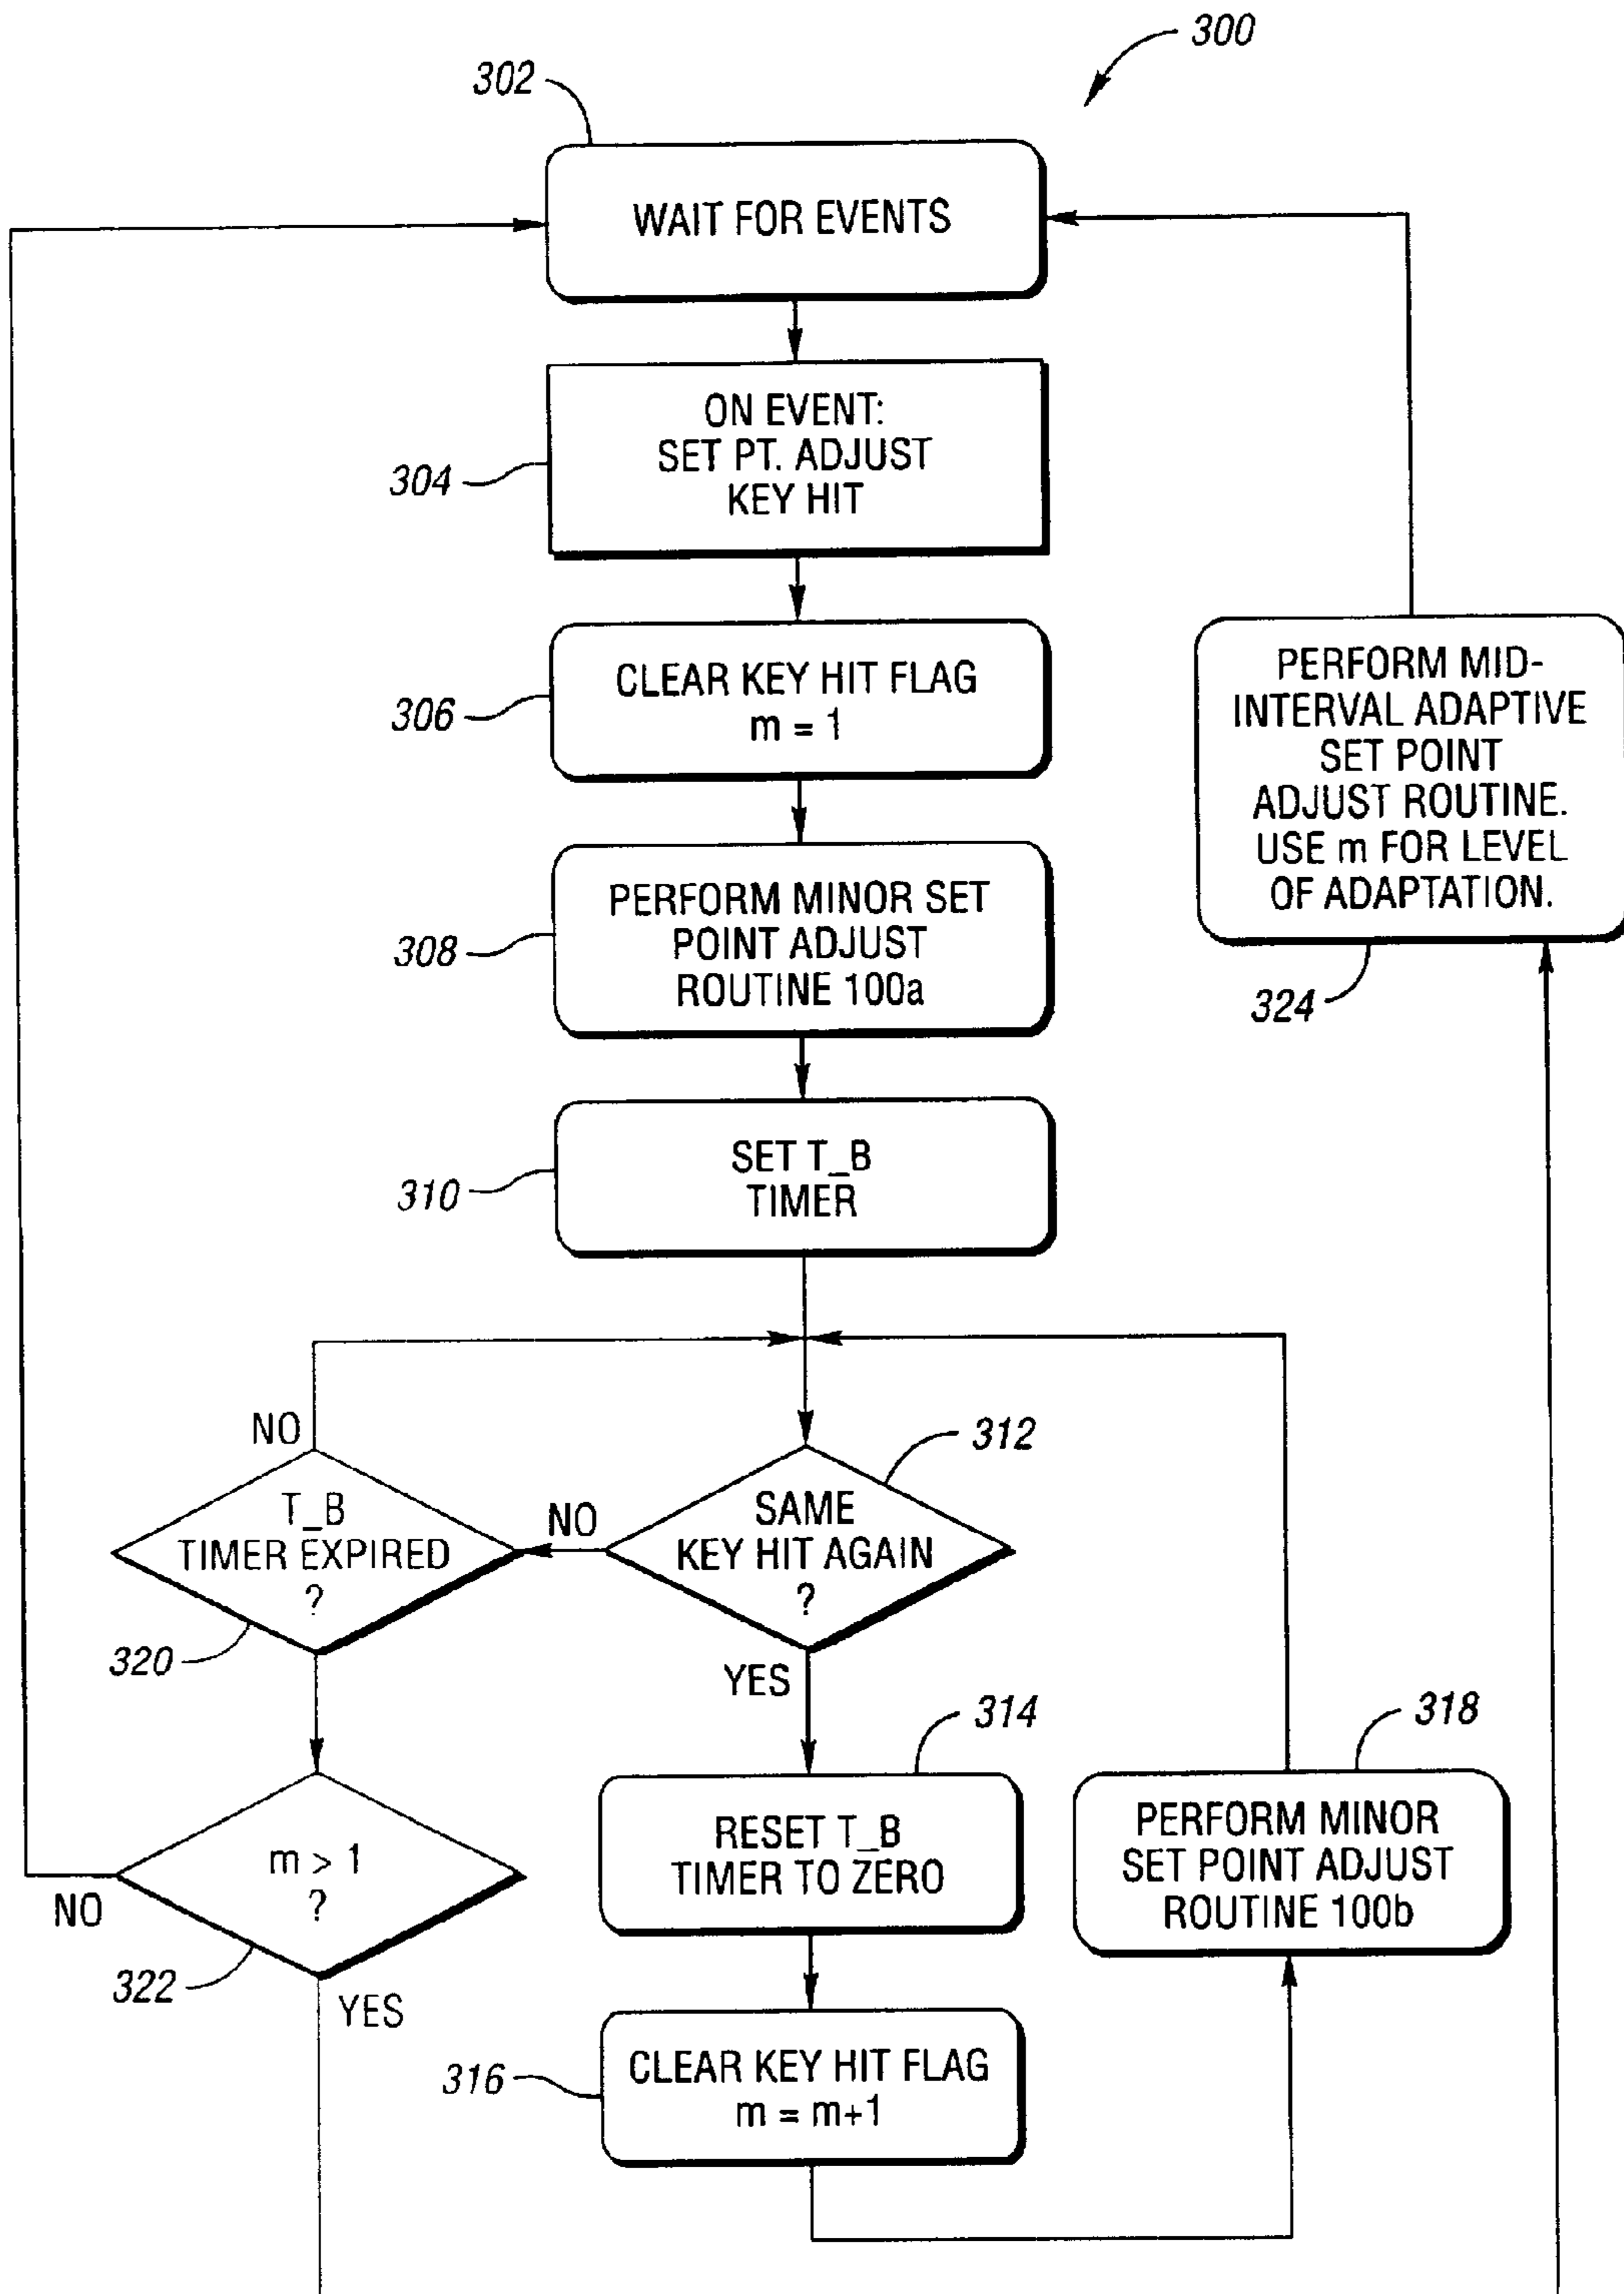 300
302
WAIT FOR EVENTS
ON EVENT:
SET PT. ADJUST
KEY HIT
304
CLEAR KEY HIT FLAG
m = 1
306
PERFORM MID-
INTERVAL ADAPTIVE
SET POINT
ADJUST ROUTINE.
USE m FOR LEVEL
OF ADAPTATION.
324
PERFORM MINOR SET
POINT ADJUST
ROUTINE 100a
308
SET T_B
TIMER
310
NO
312
T_B
TIMER EXPIRED
?
NO
SAME
KEY HIT AGAIN
?
320
YES
314
318
m > 1
?
NO
322
YES
RESET T_B
TIMER TO ZERO
PERFORM MINOR
SET POINT ADJUST
ROUTINE 100b
316
CLEAR KEY HIT FLAG
m = m+1